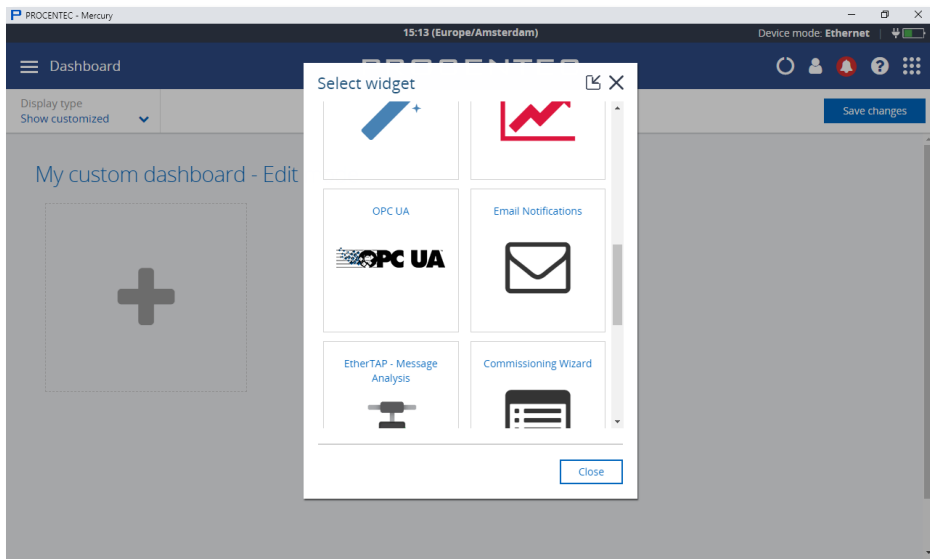 PROCENTEC - Mercury
15:13 (Europe/Amsterdam)
Device mode: Ethernet
Dashboard
Select widget
Display type
Show customized
Save changes
My custom dashboard - Edit
OPC UA
Email Notifications
OPC UA
EtherTAP - Message
Analysis
Commissioning Wizard
Close